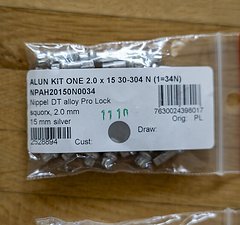 ALUN KIT ONE 2.0 x 15 30-304 N (1=34N)
NPAH20150N0034
Nippel DT alloy Pro Lock
squorx, 2.0 mm
15 mm silver
1110
7630024398017
Orig: PL
2528894
Cust:
Draw: